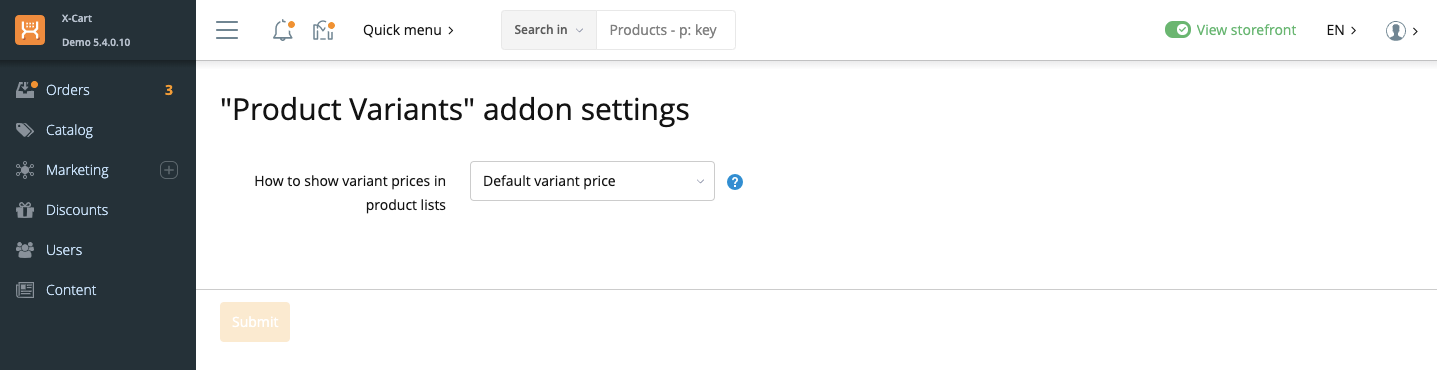 X-Cart
Demo 5.4.0.10
Quick menu
Search in
Products - p: key
View storefront
EN
Orders 3
Catalog
Marketing
Discounts
Users
Content
"Product Variants" addon settings
How to show variant prices in
product lists
Default variant price
?
Submit